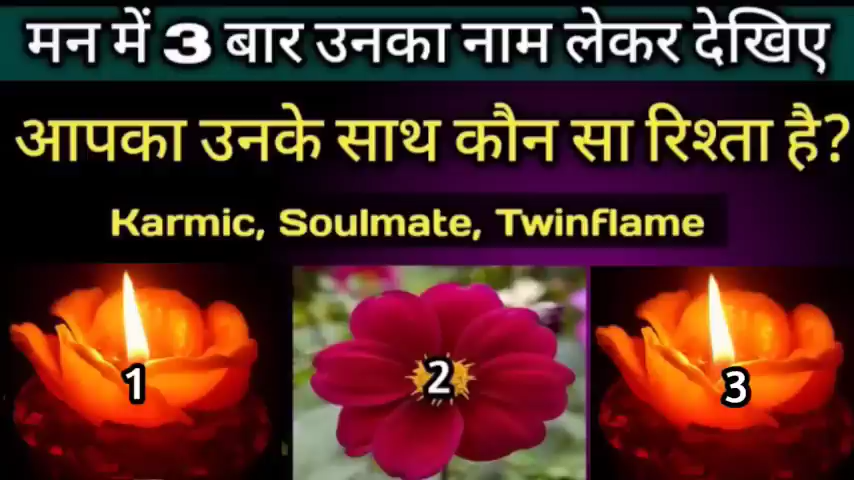 मन में 3 बार उनका नाम लेकर देखिए
आपका उनके साथ कौन सा रिश्ता है?
Karmic, Soulmate, Twinflame
1 2 3